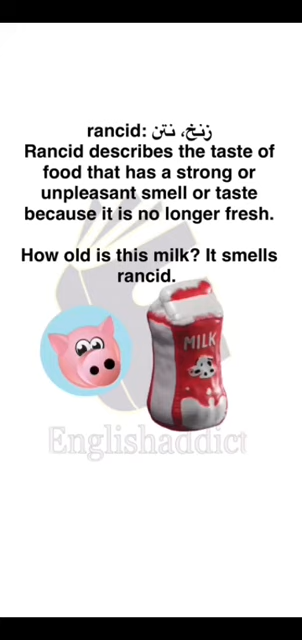 rancid: زنخ، نتن
Rancid describes the taste of
food that has a strong or
unpleasant smell or taste
because it is no longer fresh.
How old is this milk? It smells
rancid.
MILK
Englishaddict